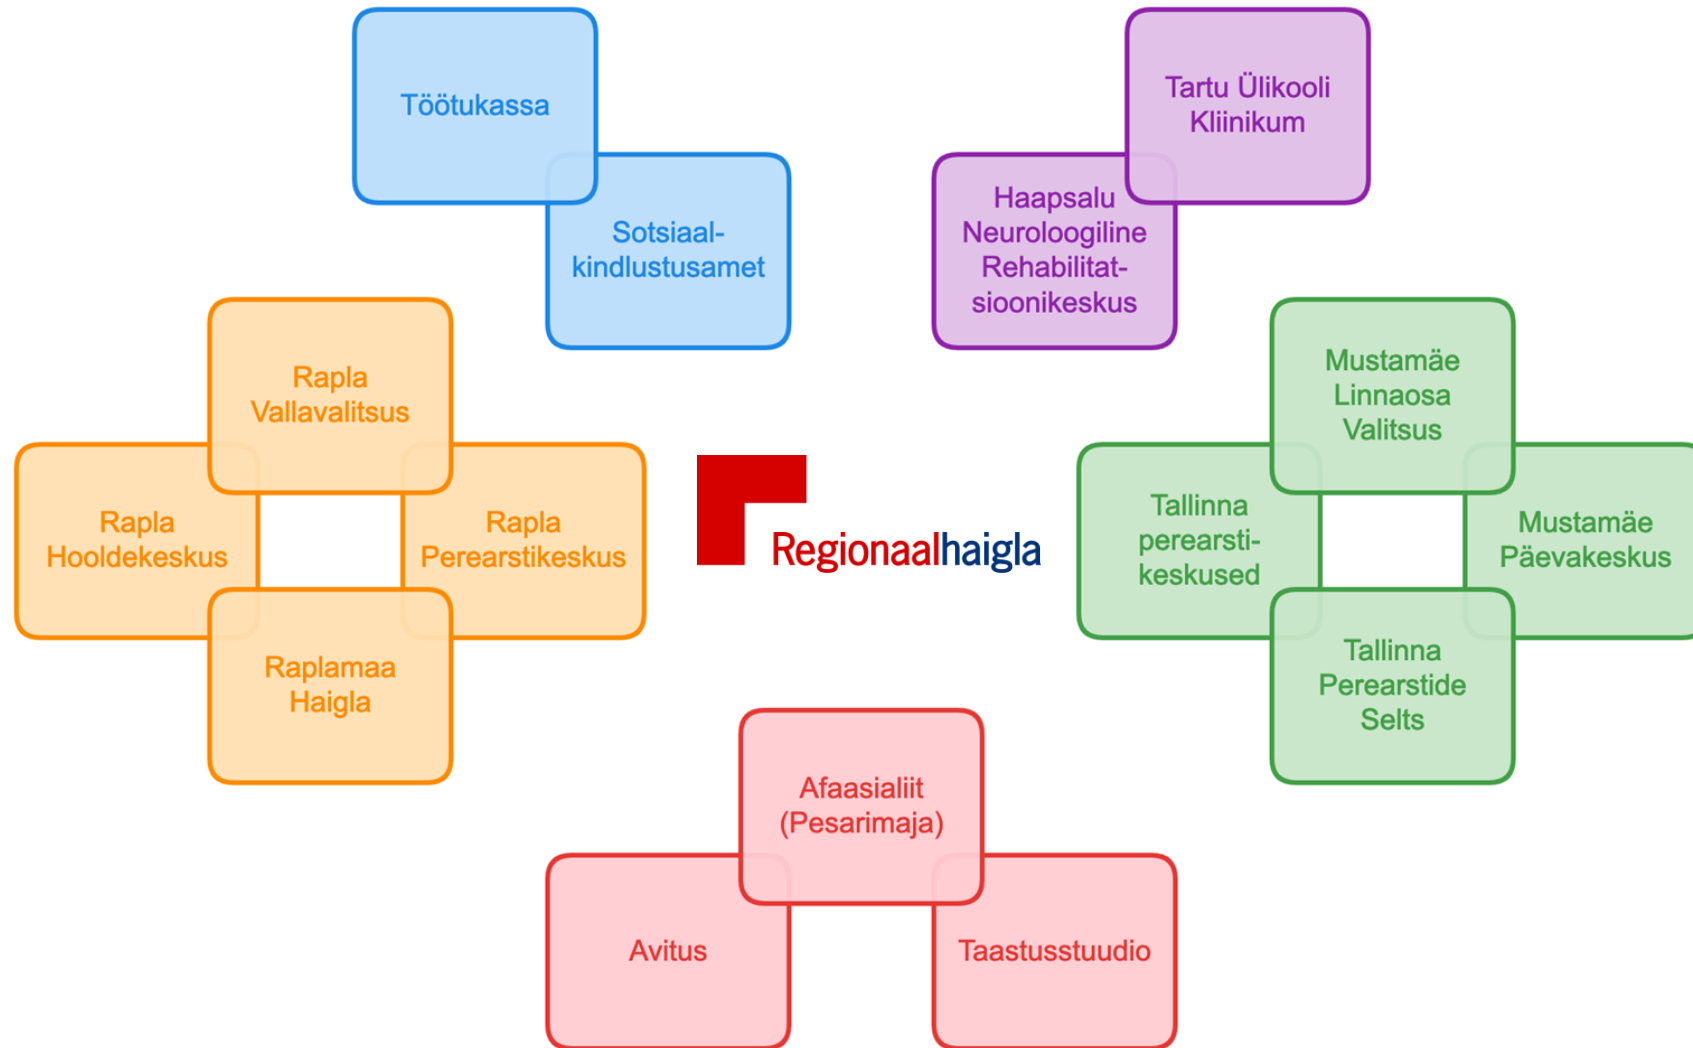 Töötukassa
Sotsiaal-
kindlustusamet
Tartu Ülikooli
Kliinikum
Haapsalu
Neuroloogiline
Rehabilitat-
sioonikeskus
Rapla
Vallavalitsus
Rapla
Hooldekeskus
Rapla
Perearstikeskus
Raplamaa
Haigla
Regionaalhaigla
Mustamäe
Linnaosa
Valitsus
Tallinna
perearsti-
keskused
Mustamäe
Päevakeskus
Tallinna
Perearstide
Selts
Afaasialiit
(Pesarimaja)
Avitus
Taastusstuudio